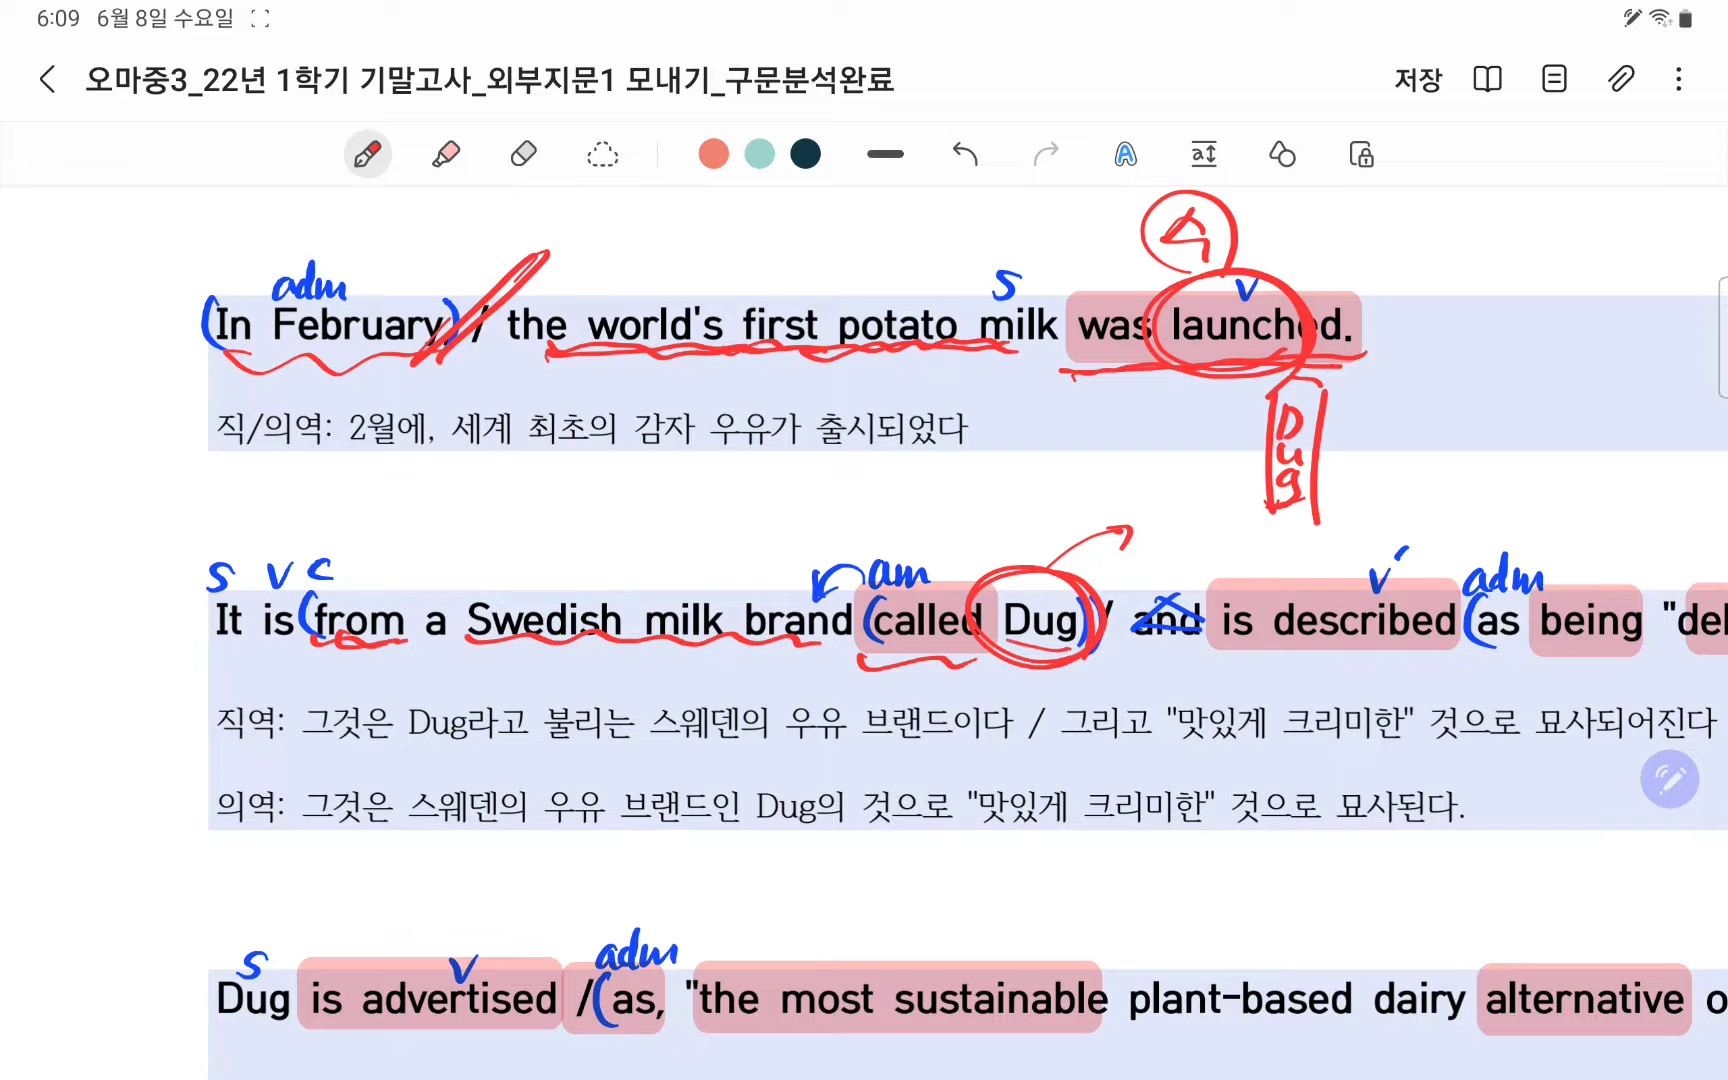 6:09 6월 8일 수요일
오마중3_22년 1학기 기말고사_외부지문1 모내기_구문분석완료 저장
수
adm s v
(In February) / the world's first potato milk was launched.
Dug
직/의역: 2월에, 세계 최초의 감자 우유가 출시되었다
s v c am v' adm
It is (from a Swedish milk brand (called Dug) / and is described (as being "del
직역: 그것은 Dug라고 불리는 스웨덴의 우유 브랜드이다 / 그리고 "맛있게 크리미한" 것으로 묘사되어진다
의역: 그것은 스웨덴의 우유 브랜드인 Dug의 것으로 "맛있게 크리미한" 것으로 묘사된다.
s v adm
Dug is advertised /(as, "the most sustainable plant-based dairy alternative o